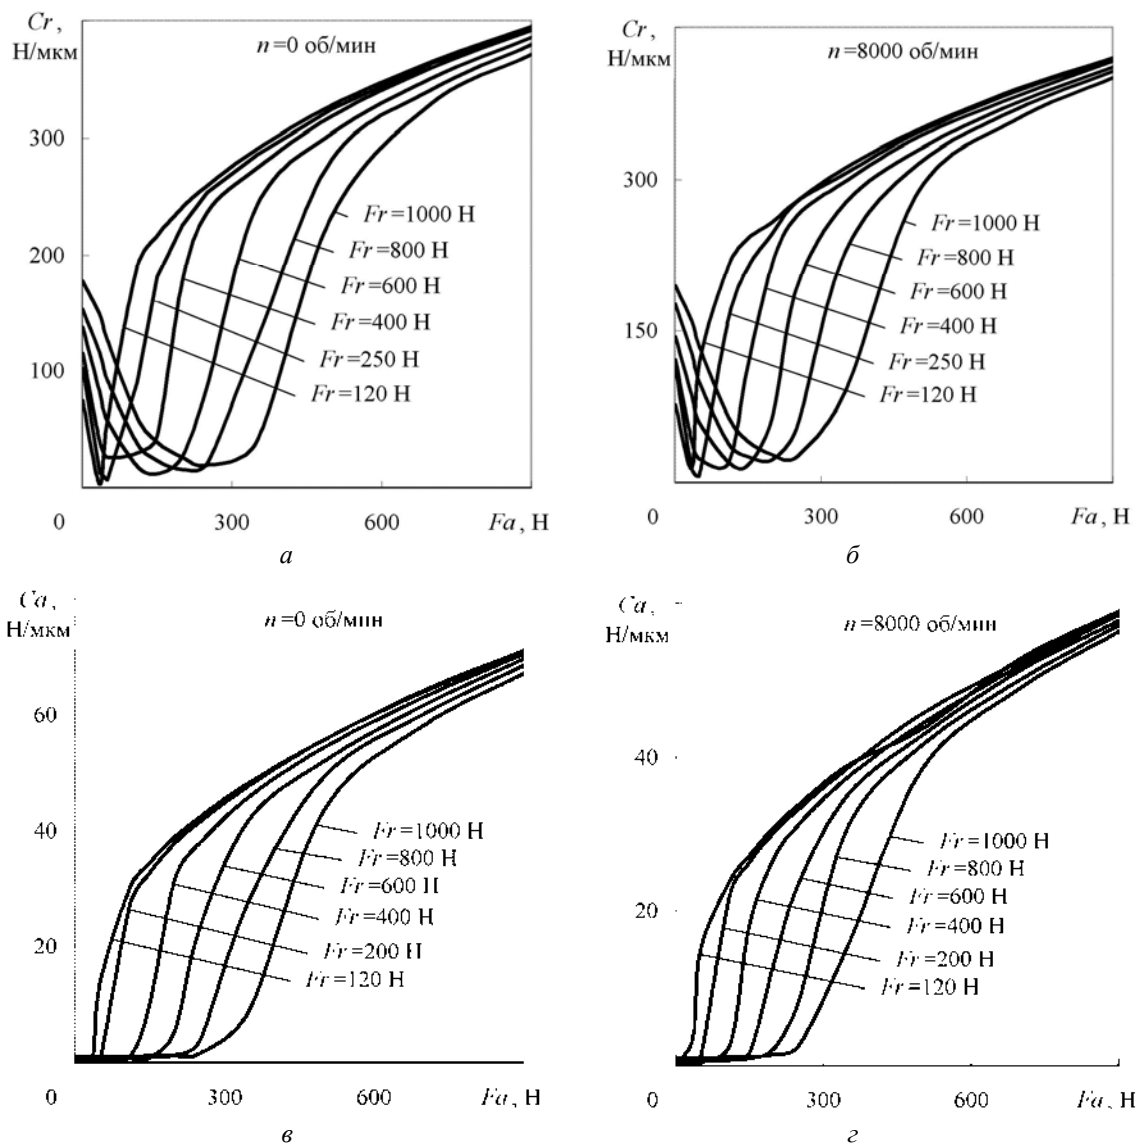 Cr ,
Н/мкм
n=0 об/мин
300
200
100
Fr=1000 Н
Fr=800 Н
Fr=600 Н
Fr=400 Н
Fr=250 Н
Fr=120 Н
0
300
600
Fa , Н
а
Cr ,
Н/мкм
n=8000 об/мин
300
150
Fr=1000 Н
Fr=800 Н
Fr=600 Н
Fr=400 Н
Fr=250 Н
Fr=120 Н
0
300
600
Fa , Н
б
Ca ,
Н/мкм
n=0 об/мин
60
40
20
Fr=1000 Н
Fr=800 Н
Fr=600 Н
Fr=400 Н
Fr=200 Н
Fr=120 Н
0
300
600
Fa , Н
в
Ca ,
Н/мкм
n=8000 об/мин
40
20
Fr=1000 Н
Fr=800 Н
Fr=600 Н
Fr=400 Н
Fr=200 Н
Fr=120 Н
0
300
600
Fa , Н
г